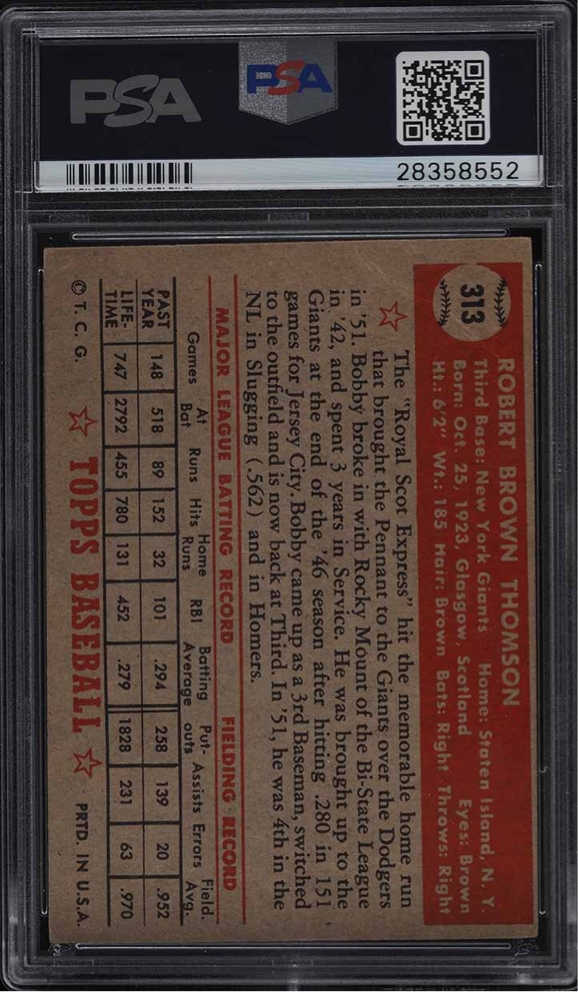 PSA
PSA
28358552
313
ROBERT BROWN THOMSON
Third Base: New York Giants Home: Staten Island, N. Y.
Born: Oct. 25, 1923, Glasgow, Scotland Eyes: Brown
Ht.: 6'2" Wt.: 185 Hair: Brown Bats: Right Throws: Right
The "Royal Scot Express" hit the memorable home run
that brought the Pennant to the Giants over the Dodgers
in '51. Bobby broke in with Rocky Mount of the Bi-State League
in '42, and spent 3 years in Service. He was brought up to the
Giants at the end of the '46 season after hitting .280 in 151
games for Jersey City. Bobby came up as a 3rd Baseman, switched
to the outfield and is now back at Third. In '51, he was 4th in the
NL in Slugging (.562) and in Homers.
MAJOR LEAGUE BATTING RECORD FIELDING RECORD
Games At Bat Runs Hits Home Runs RBI Batting Average Put-outs Assists Errors Field. Avg.
PAST YEAR 148 518 89 152 32 101 .294 258 139 20 .952
LIFE-TIME 747 2792 455 780 131 452 .279 1828 231 63 .970
© T. C. G. TOPPS BASEBALL PRTD. IN U.S.A.